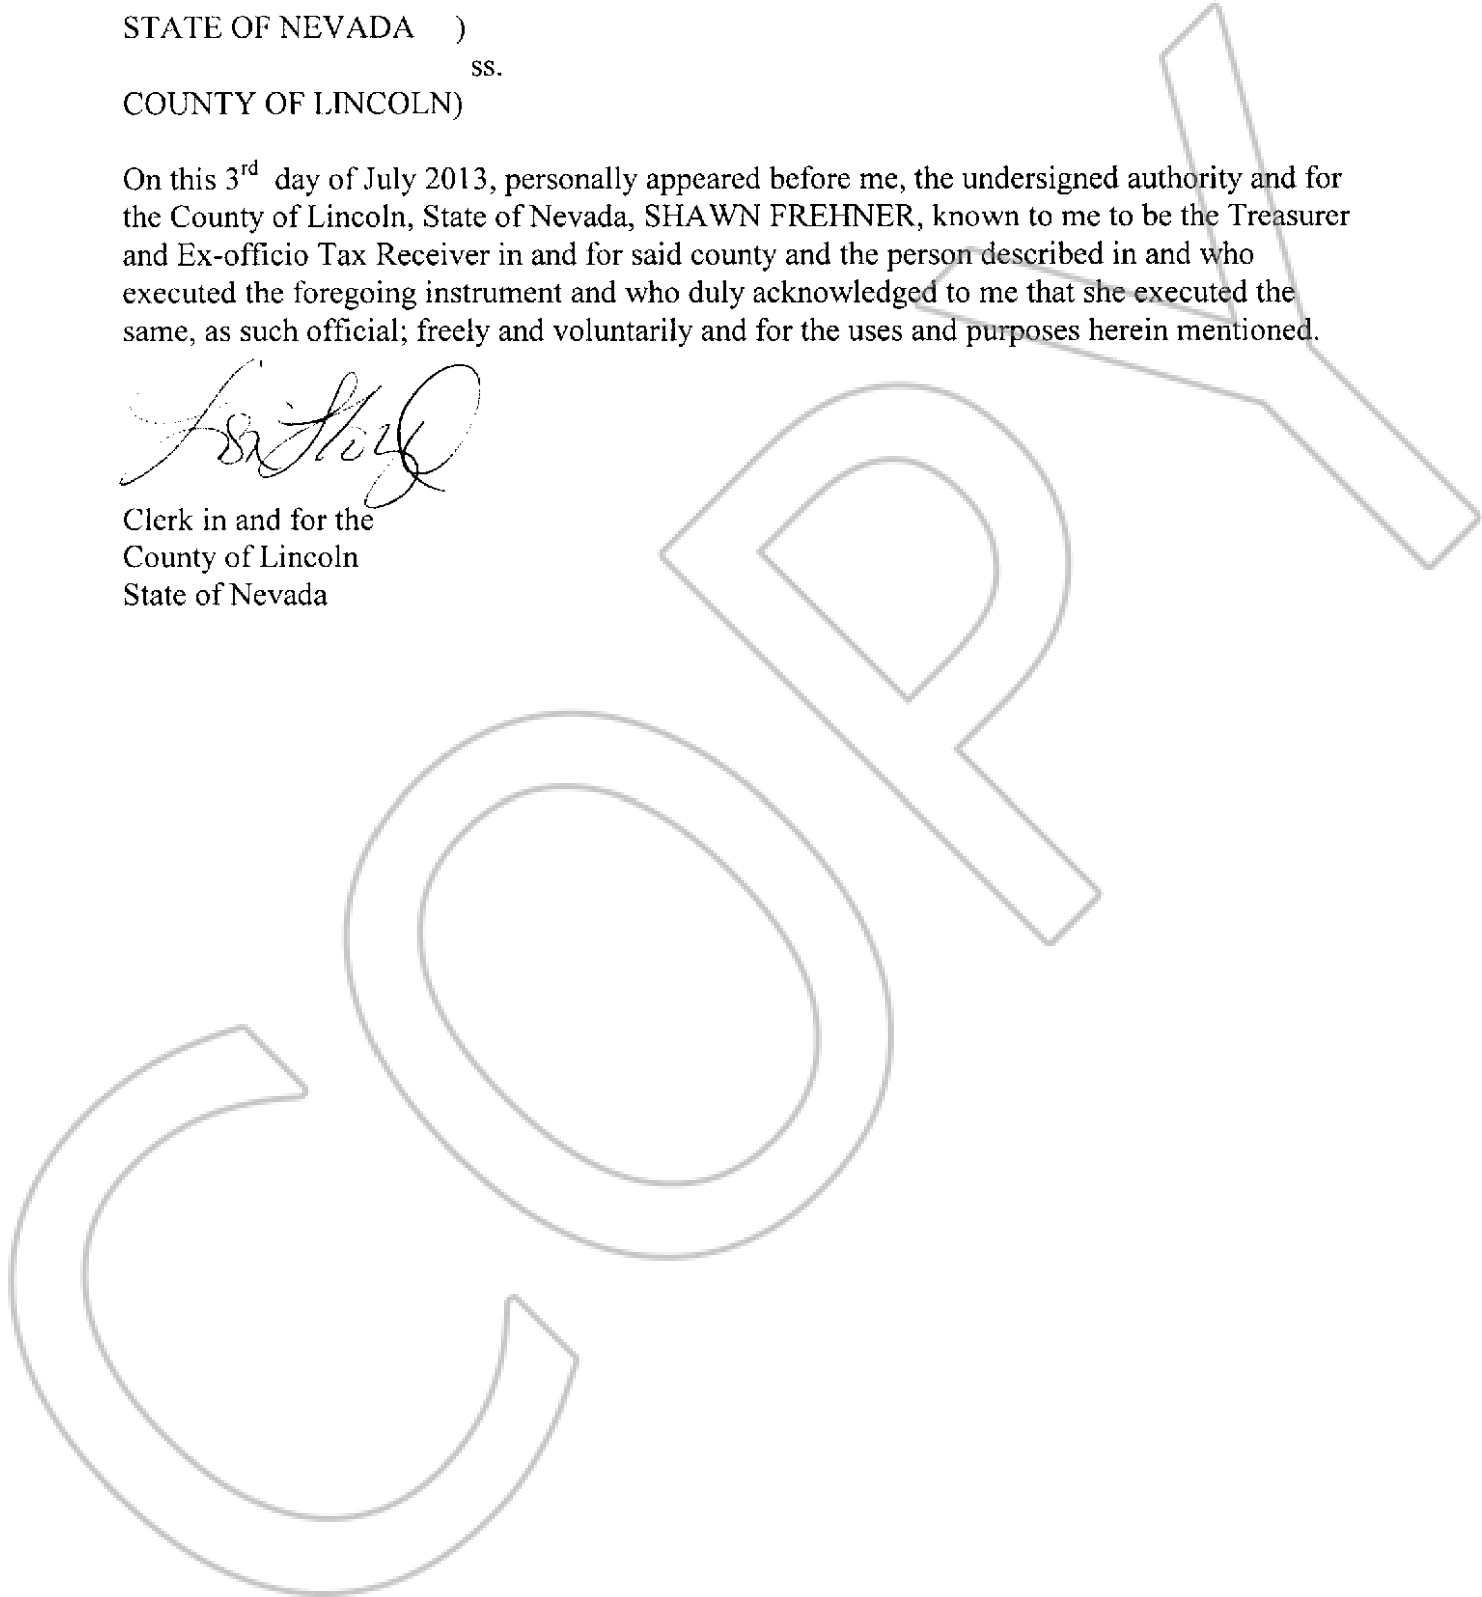 STATE OF NEVADA )
ss.
COUNTY OF LINCOLN)
On this 3rd day of July 2013, personally appeared before me, the undersigned authority and for
the County of Lincoln, State of Nevada, SHAWN FREHNER, known to me to be the Treasurer
and Ex-officio Tax Receiver in and for said county and the person described in and who
executed the foregoing instrument and who duly acknowledged to me that she executed the
same, as such official; freely and voluntarily and for the uses and purposes herein mentioned.
Clerk in and for the
County of Lincoln
State of Nevada
COPY